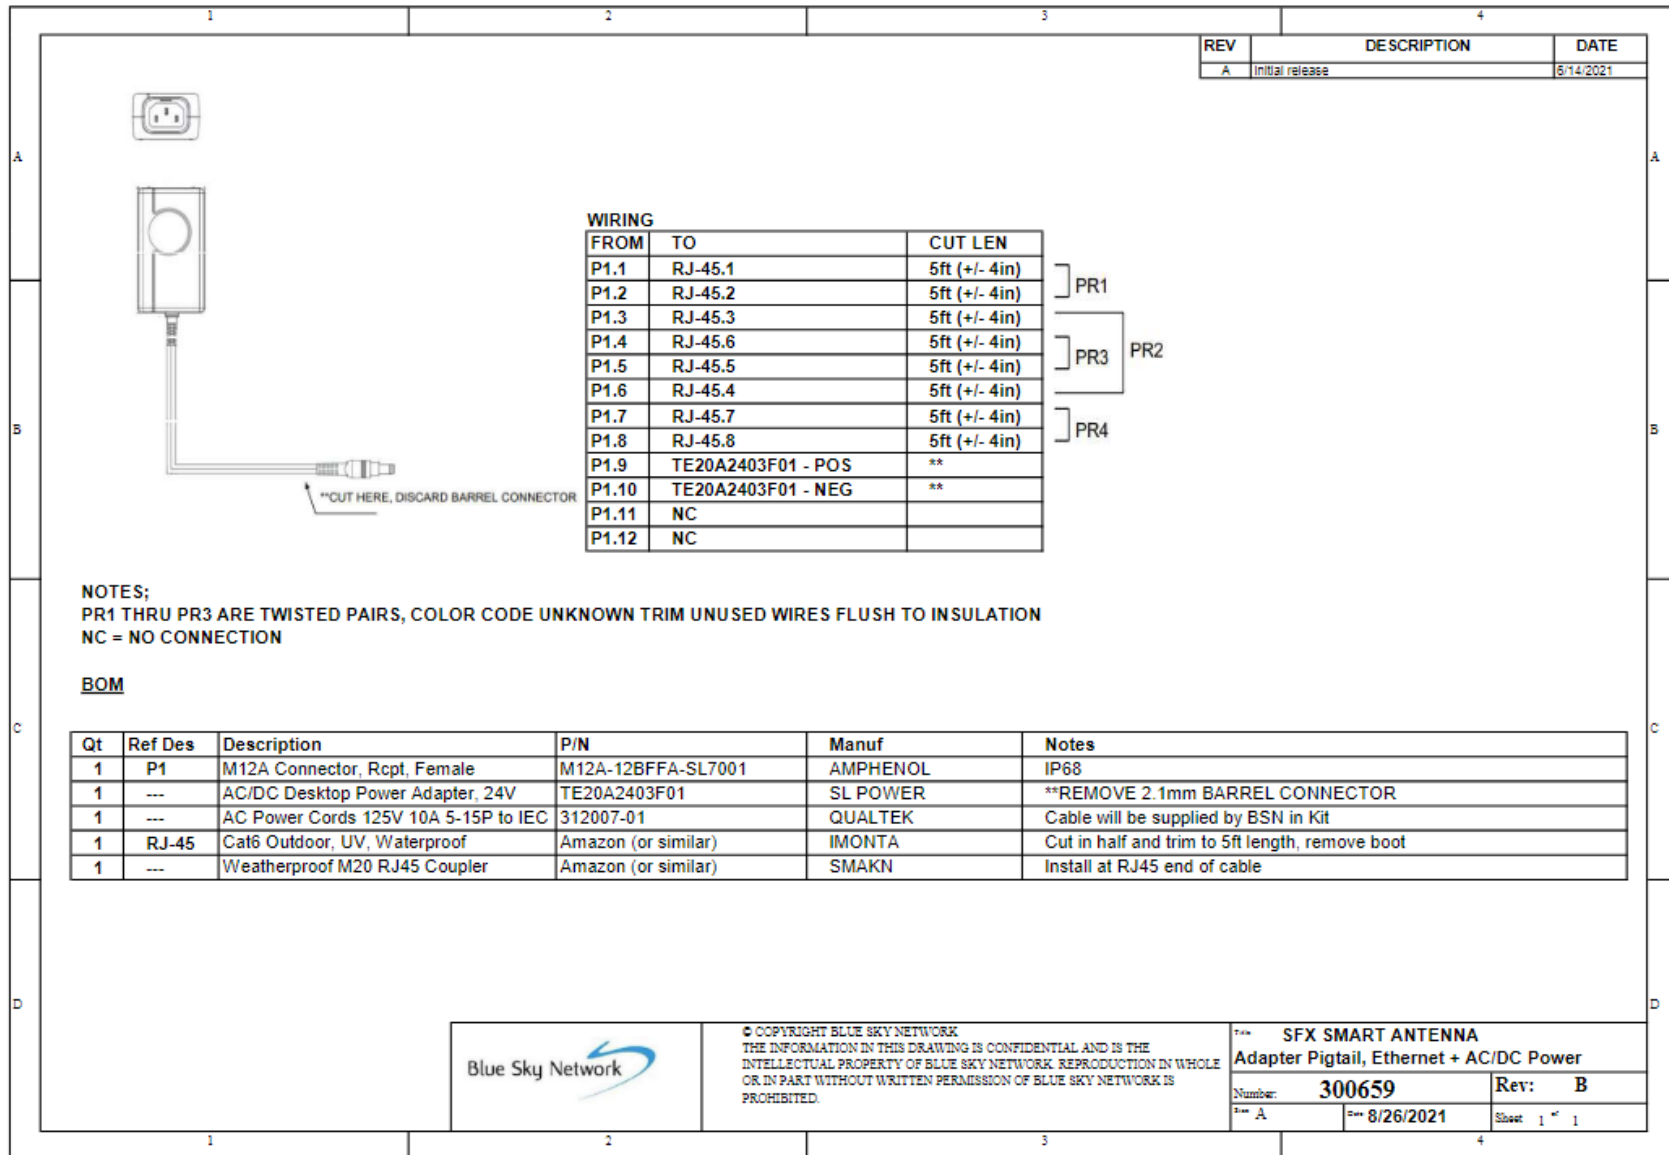 1 2 3 4
REV DESCRIPTION DATE
A Initial release 6/14/2021
A A
WIRING
FROM TO CUT LEN
P1.1 RJ-45.1 5ft (+/- 4in)
P1.2 RJ-45.2 5ft (+/- 4in)
PR1
P1.3 RJ-45.3 5ft (+/- 4in)
P1.4 RJ-45.6 5ft (+/- 4in)
P1.5 RJ-45.5 5ft (+/- 4in)
PR3 PR2
P1.6 RJ-45.4 5ft (+/- 4in)
P1.7 RJ-45.7 5ft (+/- 4in)
P1.8 RJ-45.8 5ft (+/- 4in)
PR4
B B
P1.9 TE20A2403F01 - POS **
P1.10 TE20A2403F01 - NEG **
P1.11 NC
P1.12 NC
**CUT HERE, DISCARD BARREL CONNECTOR
NOTES;
PR1 THRU PR3 ARE TWISTED PAIRS, COLOR CODE UNKNOWN TRIM UNUSED WIRES FLUSH TO INSULATION
NC = NO CONNECTION
BOM
C C
Qt Ref Des Description P/N Manuf Notes
1 P1 M12A Connector, Rcpt, Female M12A-12BFFA-SL7001 AMPHENOL IP68
1 --- AC/DC Desktop Power Adapter, 24V TE20A2403F01 SL POWER **REMOVE 2.1mm BARREL CONNECTOR
1 --- AC Power Cords 125V 10A 5-15P to IEC 312007-01 QUALTEK Cable will be supplied by BSN in Kit
1 RJ-45 Cat6 Outdoor, UV, Waterproof Amazon (or similar) IMONTA Cut in half and trim to 5ft length, remove boot
1 --- Weatherproof M20 RJ45 Coupler Amazon (or similar) SMAKN Install at RJ45 end of cable
D D
Blue Sky Network
© COPYRIGHT BLUE SKY NETWORK
THE INFORMATION IN THIS DRAWING IS CONFIDENTIAL AND IS THE
INTELLECTUAL PROPERTY OF BLUE SKY NETWORK. REPRODUCTION IN WHOLE
OR IN PART WITHOUT WRITTEN PERMISSION OF BLUE SKY NETWORK IS
PROHIBITED.
Title SFX SMART ANTENNA
Adapter Pigtail, Ethernet + AC/DC Power
Number: 300659 Rev: B
Size A Date 8/26/2021 Sheet 1 of 1
1 2 3 4